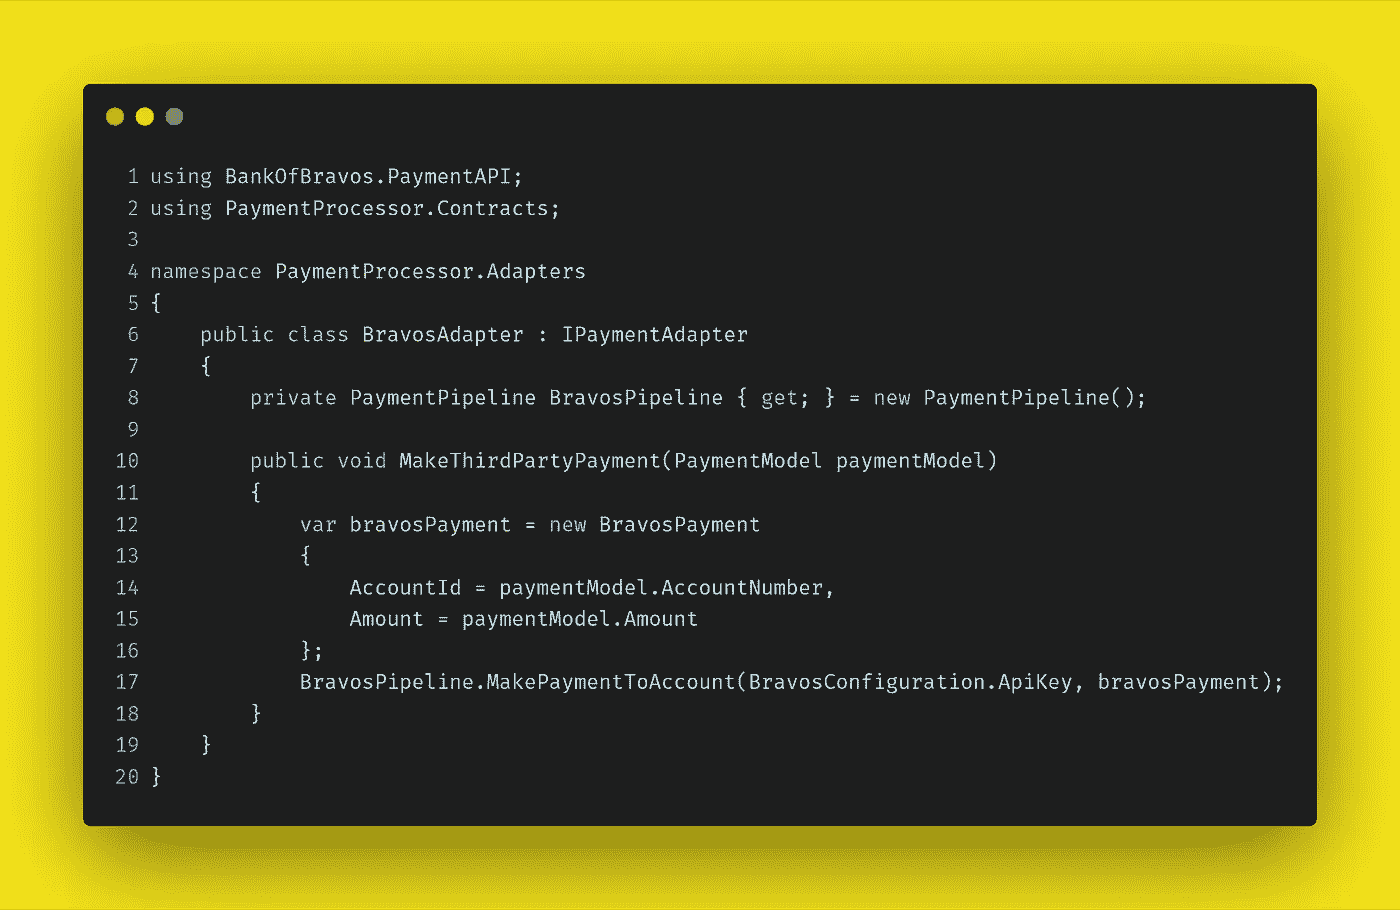 1 using BankOfBravos.PaymentAPI;
2 using PaymentProcessor.Contracts;
3
4 namespace PaymentProcessor.Adapters
5 {
6     public class BravosAdapter : IPaymentAdapter
7     {
8         private PaymentPipeline BravosPipeline { get; } = new PaymentPipeline();
9
10         public void MakeThirdPartyPayment(PaymentModel paymentModel)
11         {
12             var bravosPayment = new BravosPayment
13             {
14                 AccountId = paymentModel.AccountNumber,
15                 Amount = paymentModel.Amount
16             };
17             BravosPipeline.MakePaymentToAccount(BravosConfiguration.ApiKey, bravosPayment);
18         }
19     }
20 }